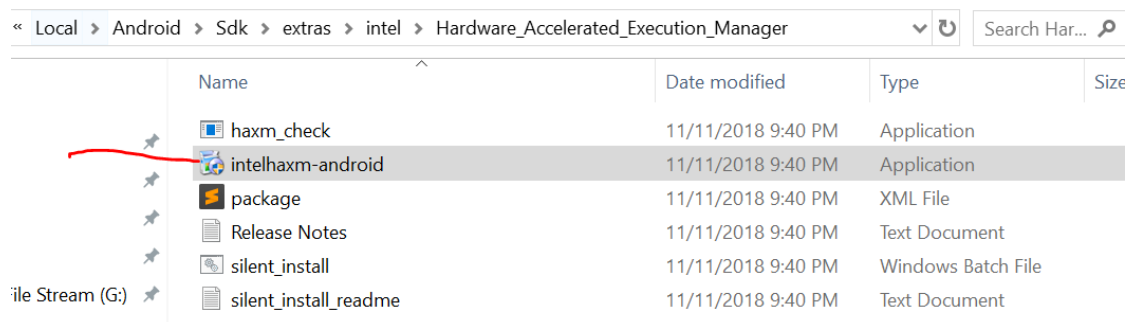 « Local > Android > Sdk > extras > intel > Hardware_Accelerated_Execution_Manager Search Har...
Name Date modified Type Size
haxm_check 11/11/2018 9:40 PM Application
intelhaxm-android 11/11/2018 9:40 PM Application
package 11/11/2018 9:40 PM XML File
Release Notes 11/11/2018 9:40 PM Text Document
silent_install 11/11/2018 9:40 PM Windows Batch File
File Stream (G:) silent_install_readme 11/11/2018 9:40 PM Text Document